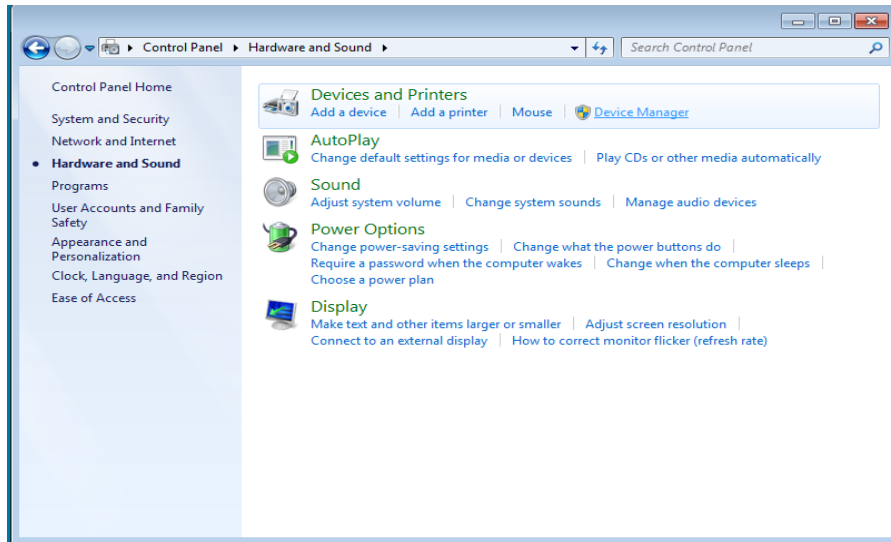 Control Panel Hardware and Sound Search Control Panel
Control Panel Home
System and Security
Network and Internet
Hardware and Sound
Programs
User Accounts and Family
Safety
Appearance and
Personalization
Clock, Language, and Region
Ease of Access
Devices and Printers
Add a device Add a printer Mouse Device Manager
AutoPlay
Change default settings for media or devices Play CDs or other media automatically
Sound
Adjust system volume Change system sounds Manage audio devices
Power Options
Change power-saving settings Change what the power buttons do
Require a password when the computer wakes Change when the computer sleeps
Choose a power plan
Display
Make text and other items larger or smaller Adjust screen resolution
Connect to an external display How to correct monitor flicker (refresh rate)